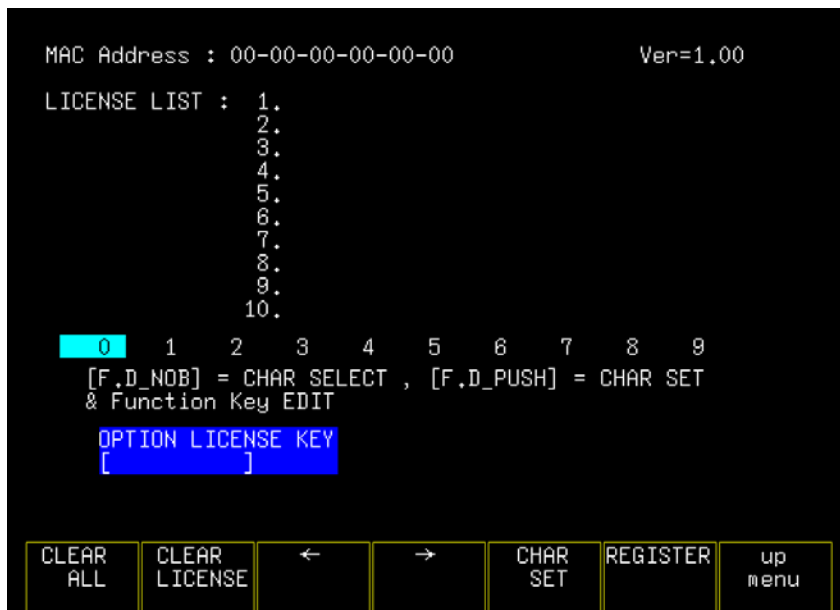 MAC Address : 00-00-00-00-00-00 Ver=1.00
LICENSE LIST : 1.
2.
3.
4.
5.
6.
7.
8.
9.
10.
0 1 2 3 4 5 6 7 8 9
[F.D_NOB] = CHAR SELECT , [F.D_PUSH] = CHAR SET
& Function Key EDIT
OPTION LICENSE KEY
[ ]
CLEAR ALL
CLEAR LICENSE
←
→
CHAR SET
REGISTER
up menu